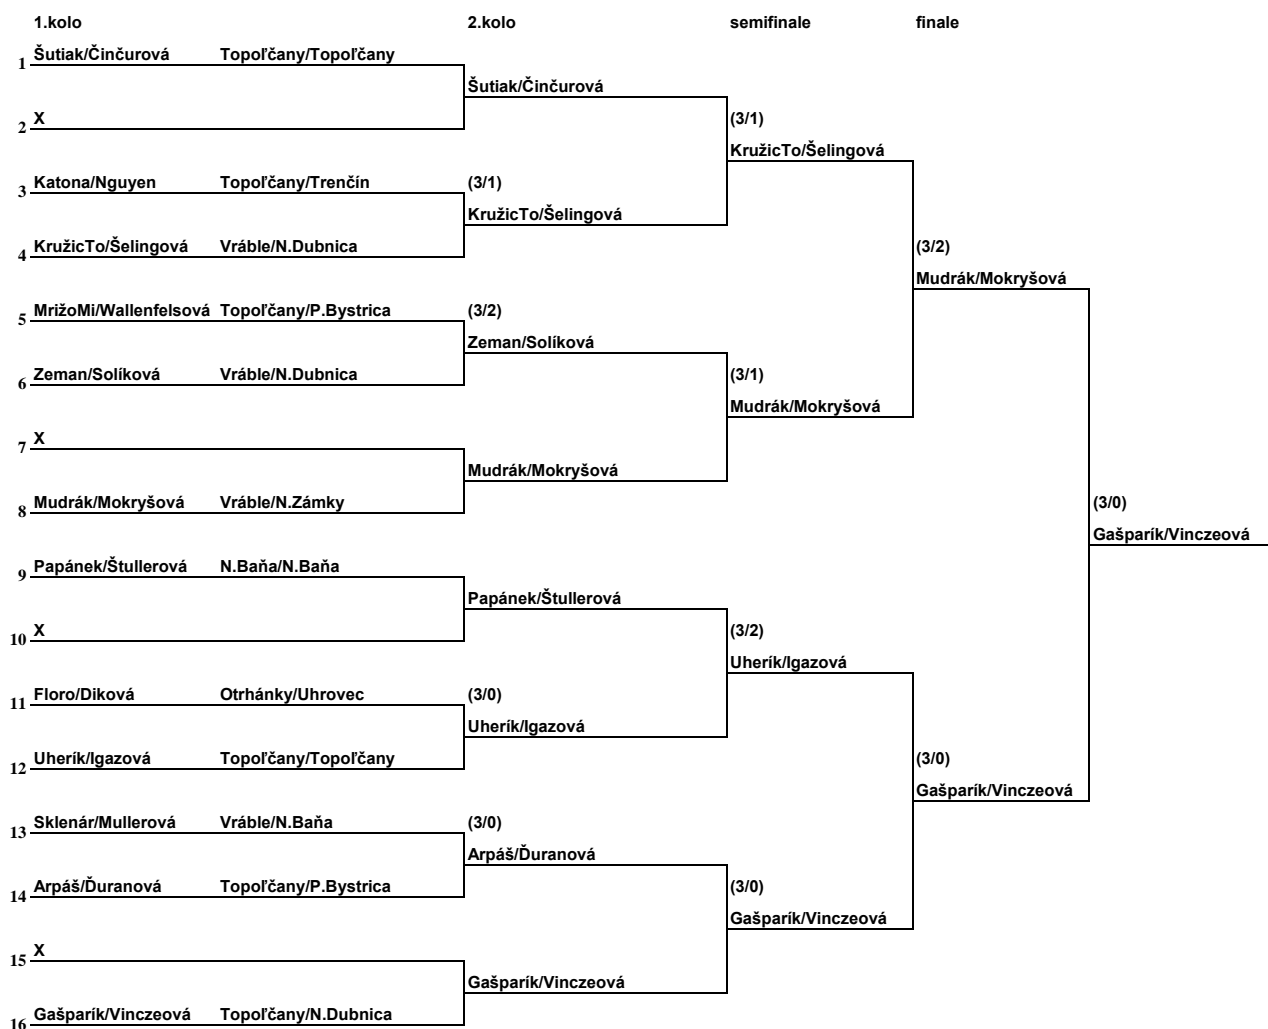 1.kolo 2.kolo semifinale finale
1 Šutiak/Činčurová Topoľčany/Topoľčany
Šutiak/Činčurová
2 X (3/1)
KružicTo/Šelingová
3 Katona/Nguyen Topoľčany/Trenčín (3/1)
KružicTo/Šelingová
4 KružicTo/Šelingová Vráble/N.Dubnica (3/2)
Mudrák/Mokryšová
5 MrižoMi/Wallenfelsová Topoľčany/P.Bystrica (3/2)
Zeman/Solíková
6 Zeman/Solíková Vráble/N.Dubnica (3/1)
Mudrák/Mokryšová
7 X
Mudrák/Mokryšová
8 Mudrák/Mokryšová Vráble/N.Zámky (3/0)
Gašparík/Vinczeová
9 Papánek/Štullerová N.Baňa/N.Baňa
Papánek/Štullerová
10 X (3/2)
Uherík/Igazová
11 Floro/Diková Otrhánky/Uhrovec (3/0)
Uherík/Igazová
12 Uherík/Igazová Topoľčany/Topoľčany (3/0)
Gašparík/Vinczeová
13 Sklenár/Mullerová Vráble/N.Baňa (3/0)
Arpáš/Ďuranová
14 Arpáš/Ďuranová Topoľčany/P.Bystrica (3/0)
Gašparík/Vinczeová
15 X
Gašparík/Vinczeová
16 Gašparík/Vinczeová Topoľčany/N.Dubnica